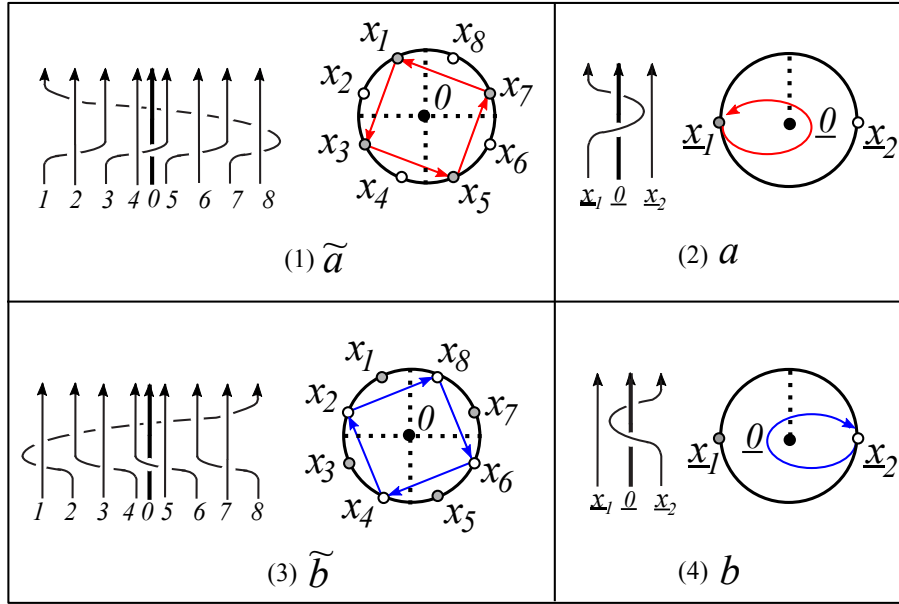 x1 x8
x2 x7
0
x3 x6
x4 x5
1 2 3 4 0 5 6 7 8
(1) ã
0
x1 x2
x1 0 x2
(2) a
x1 x8
x2 x7
0
x3 x6
x4 x5
1 2 3 4 0 5 6 7 8
(3) b̃
0
x1 x2
x1 0 x2
(4) b